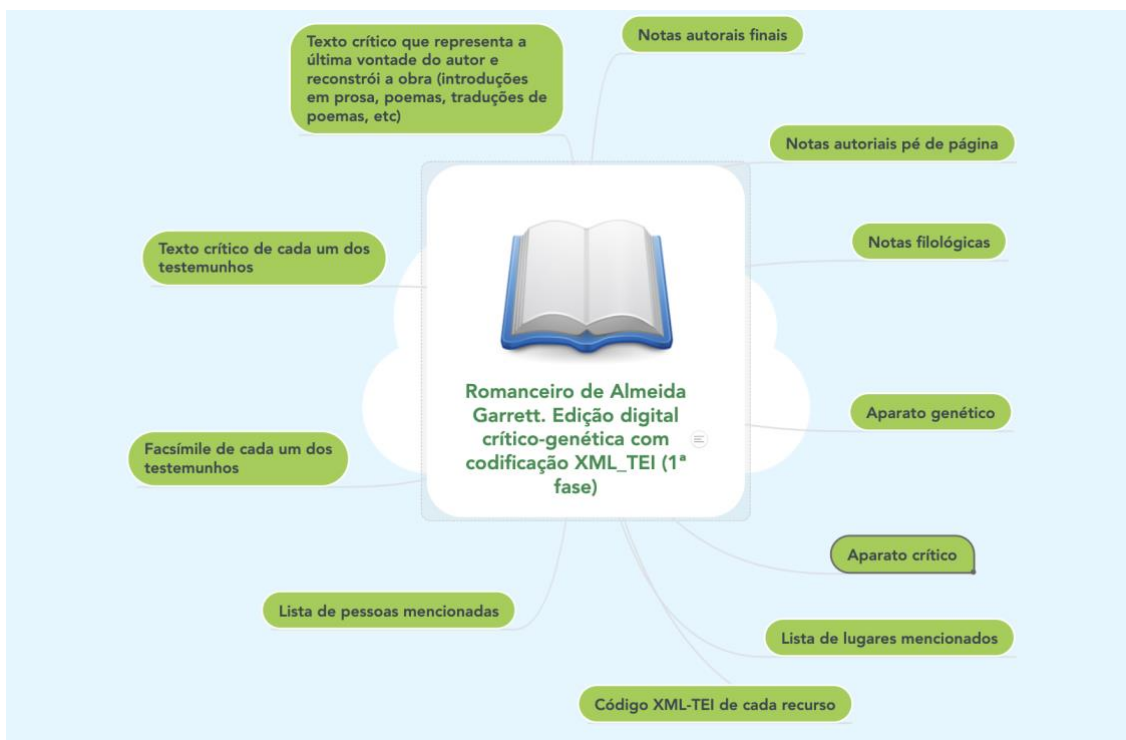 Texto crítico que representa a
última vontade do autor e
reconstrói a obra (introduções
em prosa, poemas, traduções de
poemas, etc)
Notas autorais finais
Notas autoriais pé de página
Notas filológicas
Texto crítico de cada um dos
testemunhos
Romanceiro de Almeida
Garrett. Edição digital
crítico-genética com
codificação XML_TEI (1ª
fase)
Aparato genético
Facsímile de cada um dos
testemunhos
Aparato crítico
Lista de pessoas mencionadas
Lista de lugares mencionados
Código XML-TEI de cada recurso